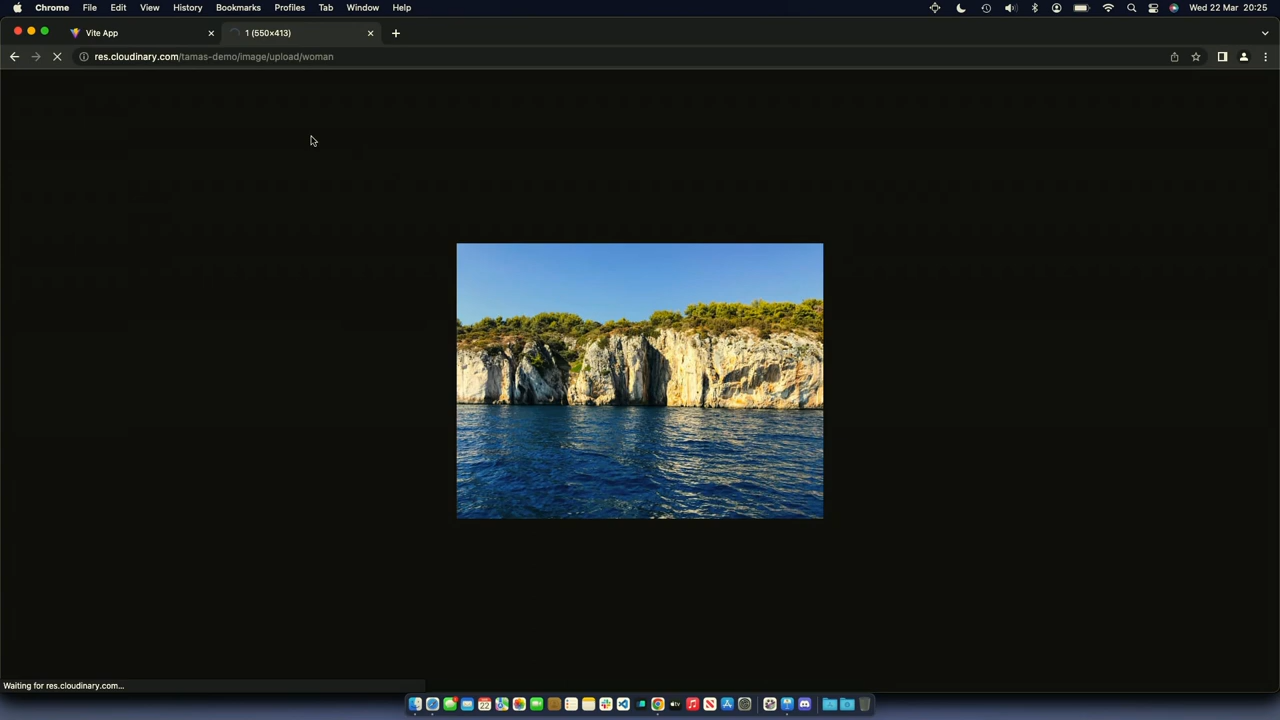 Chrome File Edit View History Bookmarks Profiles Tab Window Help Wed 22 Mar 20:25
Vite App 1 (550×413)
res.cloudinary.com/tamas-demo/image/upload/woman
Waiting for res.cloudinary.com...
22